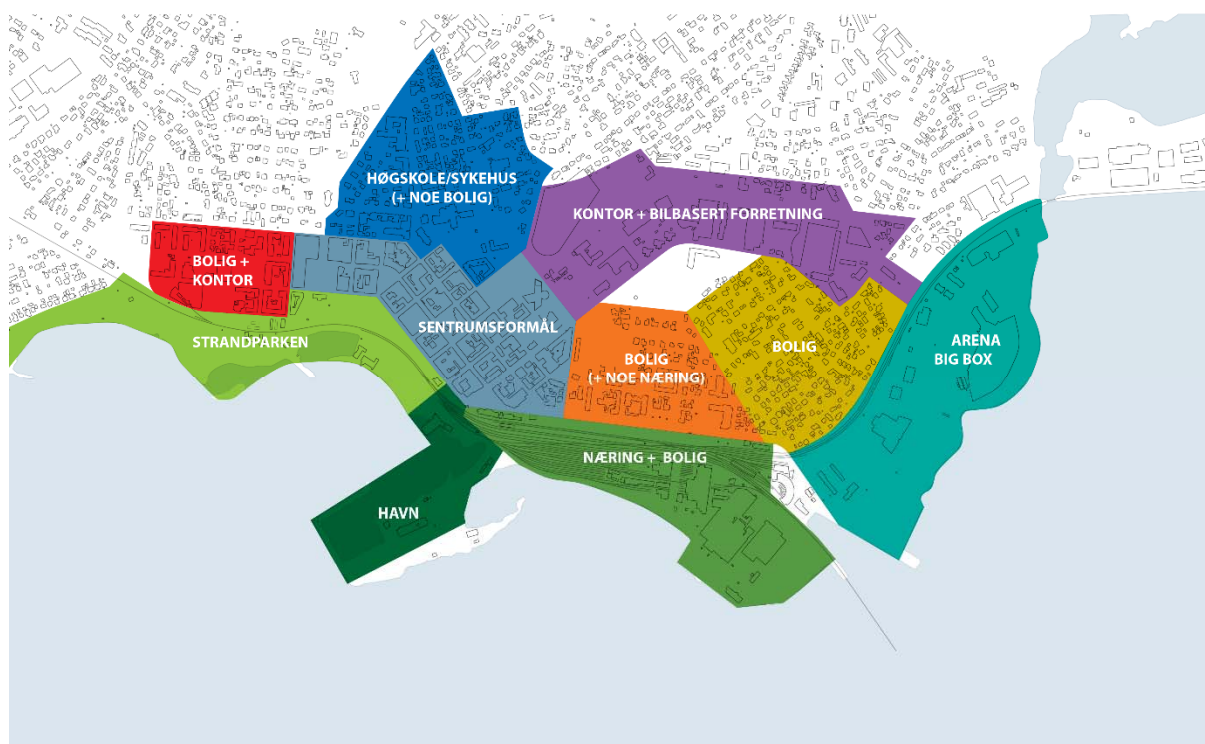 HØGSKOLE/SYKEHUS
(+ NOE BOLIG)
KONTOR + BILBASERT FORRETNING
BOLIG +
KONTOR
SENTRUMSFORMÅL
STRANDPARKEN
BOLIG
(+ NOE NÆRING)
BOLIG
ARENA
BIG BOX
NÆRING + BOLIG
HAVN